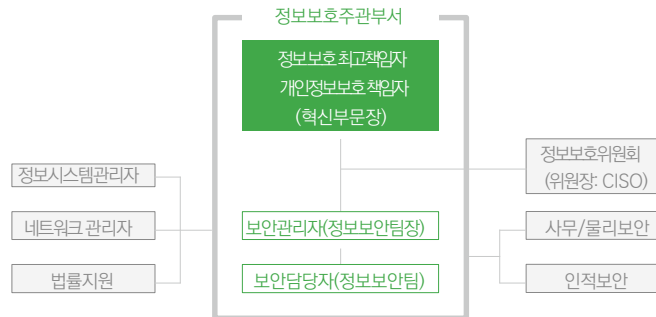 정보보호주관부서
정보보호 최고책임자
개인정보보호 책임자
(혁신부문장)
정보보호위원회
(위원장: CISO)
정보시스템관리자
네트워크 관리자
법률지원
보안관리자(정보보안팀장)
보안담당자(정보보안팀)
사무/물리보안
인적보안